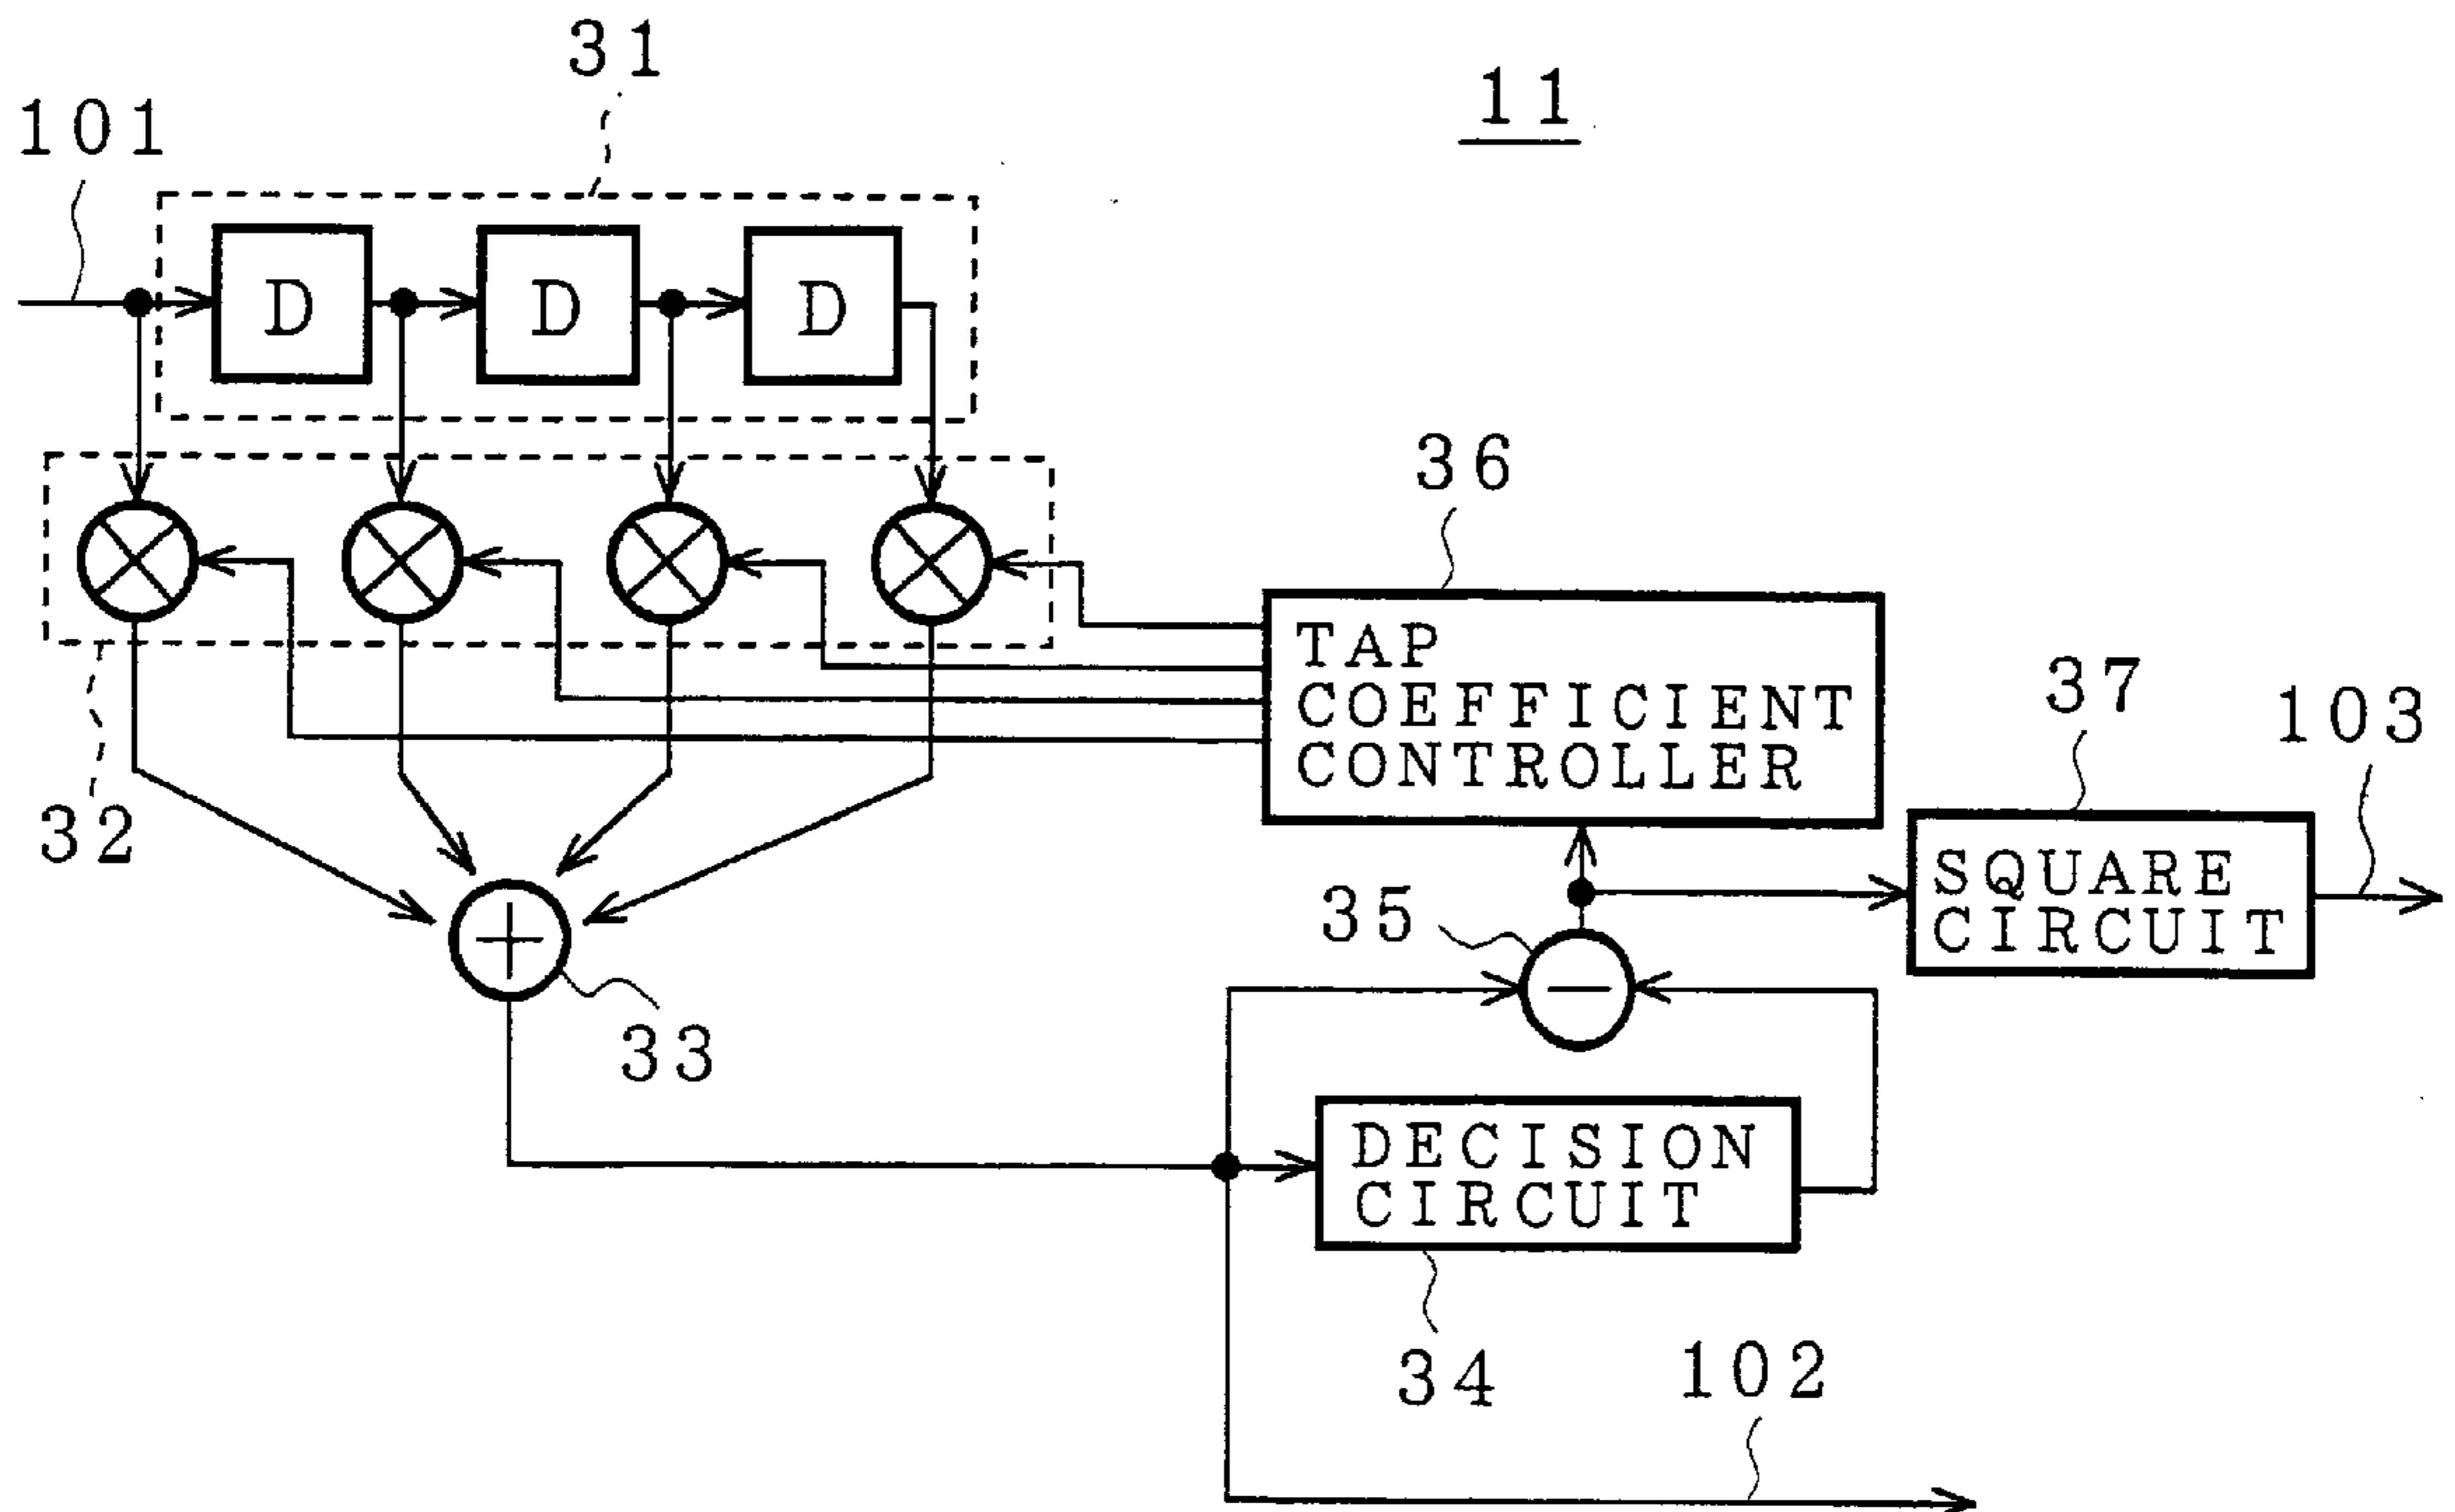 31
11
101
D
D
D
36
TAP
COEFFICIENT
CONTROLLER
37
103
32
SQUARE
CIRCUIT
35
33
DECISION
CIRCUIT
34
102